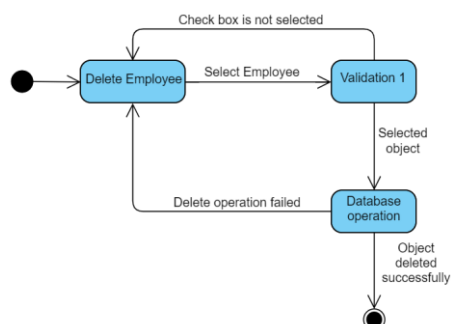 Check box is not selected
Delete Employee
Select Employee
Validation 1
Selected
object
Delete operation failed
Database
operation
Object
deleted
successfully